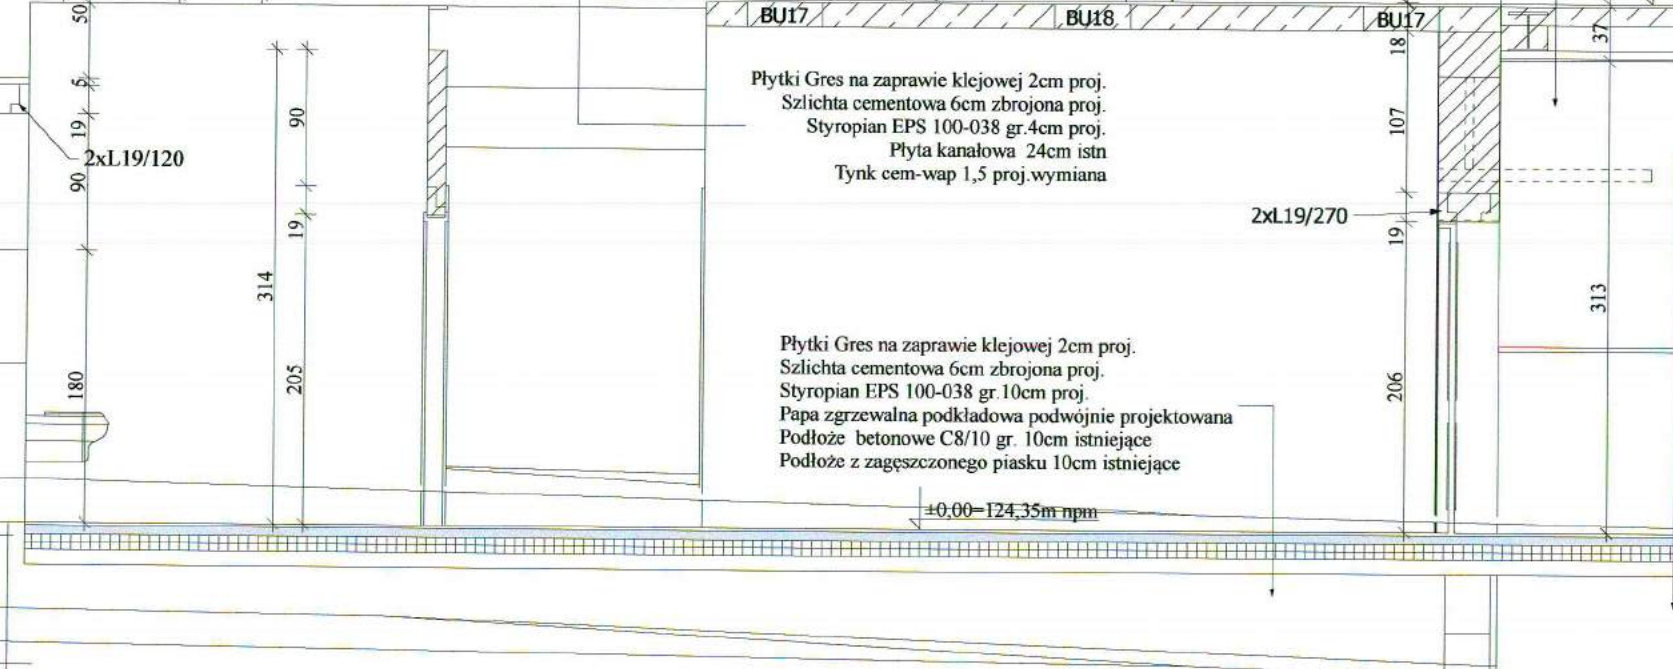 50
BU17
BU18
BU17
37
18
5
19
90
90
107
2xL19/120
Płytki Gres na zaprawie klejowej 2cm proj.
Szlichta cementowa 6cm zbrojona proj.
Styropian EPS 100-038 gr.4cm proj.
Płyta kanałowa 24cm istn
Tynk cem-wap 1,5 proj.wymiana
2xL19/270
19
19
314
313
180
205
206
Płytki Gres na zaprawie klejowej 2cm proj.
Szlichta cementowa 6cm zbrojona proj.
Styropian EPS 100-038 gr.10cm proj.
Papa zgrzewalna podkładowa podwójnie projektowana
Podłoże betonowe C8/10 gr. 10cm istniejące
Podłoże z zagęszczonego piasku 10cm istniejące
±0,00=124,35m npm